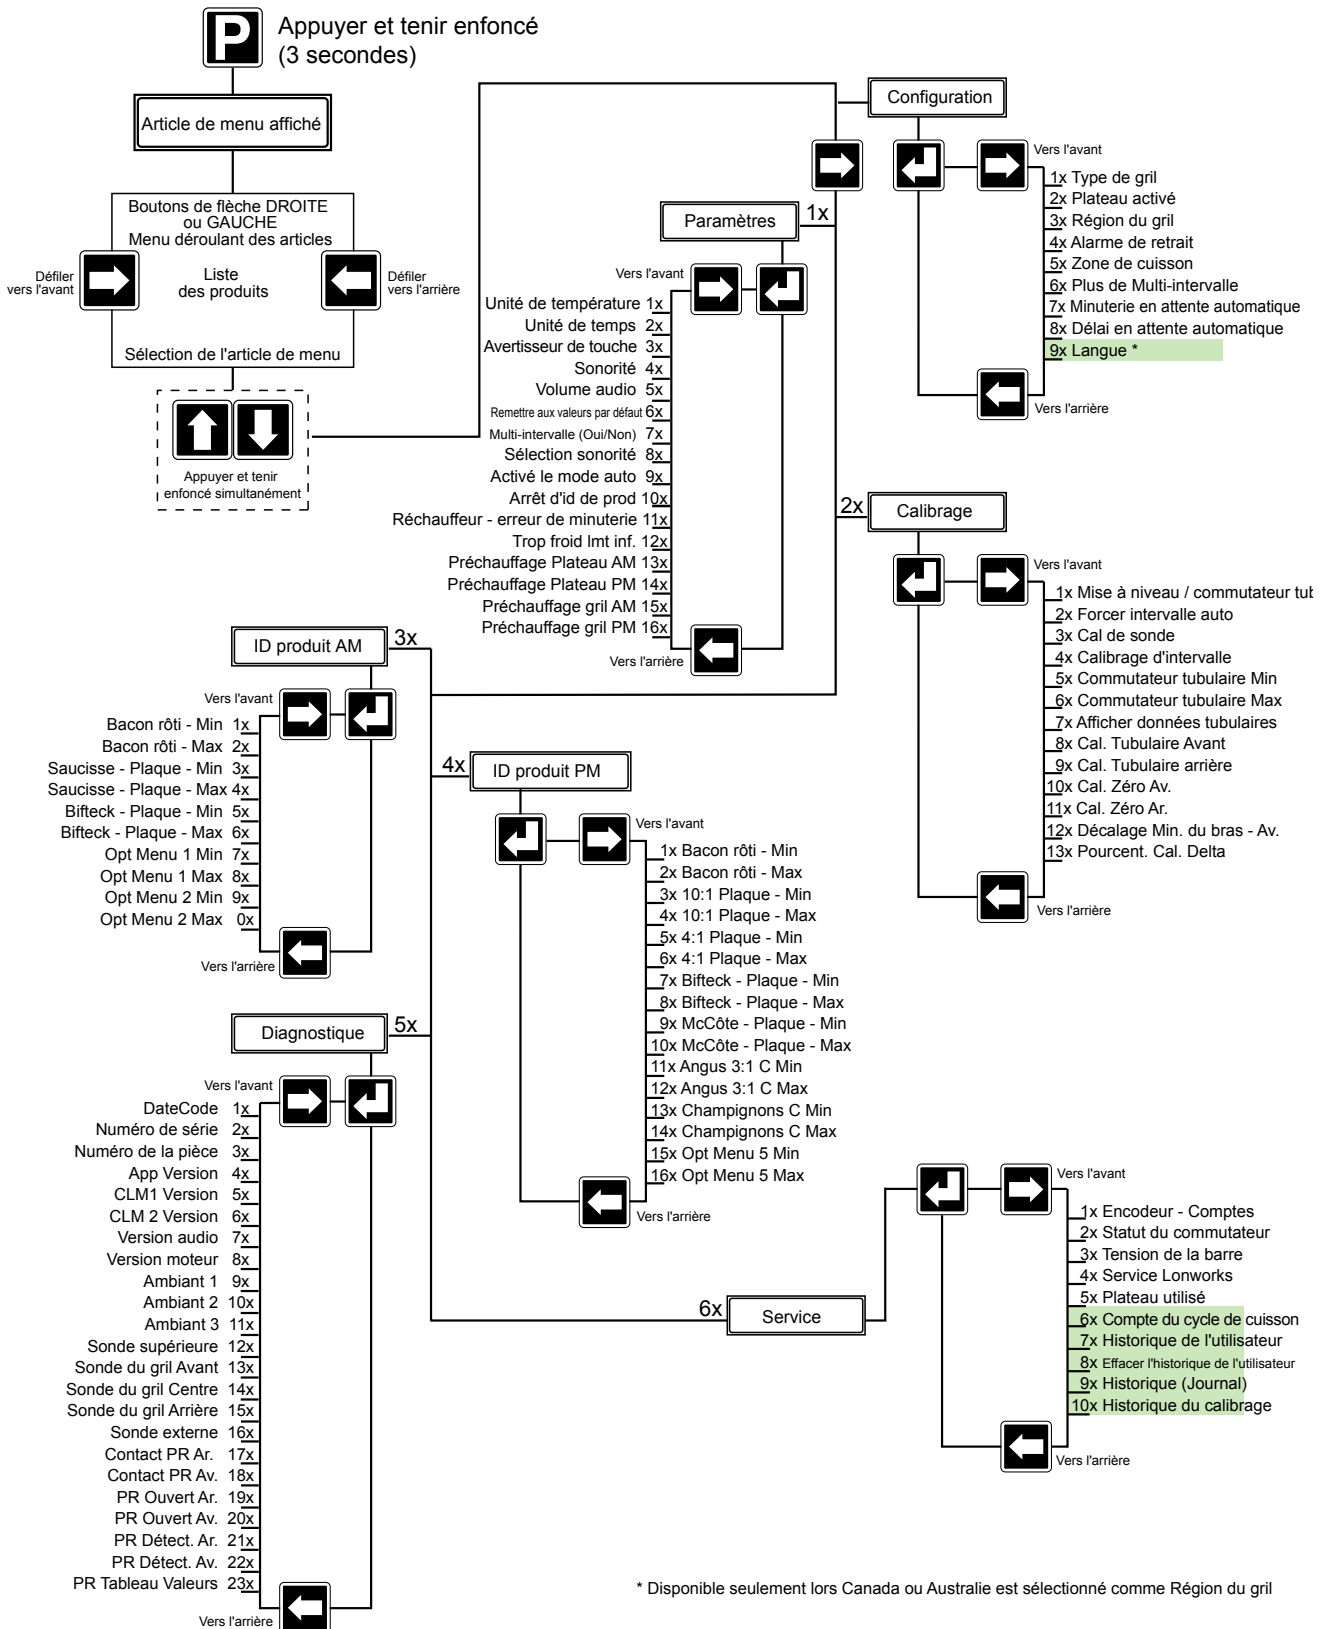 P
Appuyer et tenir enfoncé
(3 secondes)
Article de menu affiché
Boutons de flèche DROITE
ou GAUCHE
Menu déroulant des articles
Défiler
vers l'avant
Liste
des produits
Défiler
vers l'arrière
Sélection de l'article de menu
Appuyer et tenir
enfoncé simultanément
Configuration
Vers l'avant
1x Type de gril
2x Plateau activé
3x Région du gril
4x Alarme de retrait
5x Zone de cuisson
6x Plus de Multi-intervalle
7x Minuterie en attente automatique
8x Délai en attente automatique
9x Langue *
Vers l'arrière
Paramètres
1x
Vers l'avant
Unité de température 1x
Unité de temps 2x
Avertisseur de touche 3x
Sonorité 4x
Volume audio 5x
Remettre aux valeurs par défaut 6x
Multi-intervalle (Oui/Non) 7x
Sélection sonorité 8x
Activé le mode auto 9x
Arrêt d'id de prod 10x
Réchauffeur - erreur de minuterie 11x
Trop froid lmt inf. 12x
Préchauffage Plateau AM 13x
Préchauffage Plateau PM 14x
Préchauffage gril AM 15x
Préchauffage gril PM 16x
Vers l'arrière
2x
Calibrage
Vers l'avant
1x Mise à niveau / commutateur tub
2x Forcer intervalle auto
3x Cal de sonde
4x Calibrage d'intervalle
5x Commutateur tubulaire Min
6x Commutateur tubulaire Max
7x Afficher données tubulaires
8x Cal. Tubulaire Avant
9x Cal. Tubulaire arrière
10x Cal. Zéro Av.
11x Cal. Zéro Ar.
12x Décalage Min. du bras - Av.
13x Pourcent. Cal. Delta
Vers l'arrière
ID produit AM
3x
Vers l'avant
Bacon rôti - Min 1x
Bacon rôti - Max 2x
Saucisse - Plaque - Min 3x
Saucisse - Plaque - Max 4x
Bifteck - Plaque - Min 5x
Bifteck - Plaque - Max 6x
Opt Menu 1 Min 7x
Opt Menu 1 Max 8x
Opt Menu 2 Min 9x
Opt Menu 2 Max 0x
Vers l'arrière
4x
ID produit PM
Vers l'avant
1x Bacon rôti - Min
2x Bacon rôti - Max
3x 10:1 Plaque - Min
4x 10:1 Plaque - Max
5x 4:1 Plaque - Min
6x 4:1 Plaque - Max
7x Bifteck - Plaque - Min
8x Bifteck - Plaque - Max
9x McCôte - Plaque - Min
10x McCôte - Plaque - Max
11x Angus 3:1 C Min
12x Angus 3:1 C Max
13x Champignons C Min
14x Champignons C Max
15x Opt Menu 5 Min
16x Opt Menu 5 Max
Vers l'arrière
Diagnostique
5x
Vers l'avant
DateCode 1x
Numéro de série 2x
Numéro de la pièce 3x
App Version 4x
CLM1 Version 5x
CLM 2 Version 6x
Version audio 7x
Version moteur 8x
Ambiant 1 9x
Ambiant 2 10x
Ambiant 3 11x
Sonde supérieure 12x
Sonde du gril Avant 13x
Sonde du gril Centre 14x
Sonde du gril Arrière 15x
Sonde externe 16x
Contact PR Ar. 17x
Contact PR Av. 18x
PR Ouvert Ar. 19x
PR Ouvert Av. 20x
PR Détect. Ar. 21x
PR Détect. Av. 22x
PR Tableau Valeurs 23x
Vers l'arrière
6x
Service
Vers l'avant
1x Encodeur - Comptes
2x Statut du commutateur
3x Tension de la barre
4x Service Lonworks
5x Plateau utilisé
6x Compte du cycle de cuisson
7x Historique de l'utilisateur
8x Effacer l'historique de l'utilisateur
9x Historique (Journal)
10x Historique du calibrage
Vers l'arrière
* Disponible seulement lors Canada ou Australie est sélectionné comme Région du gril